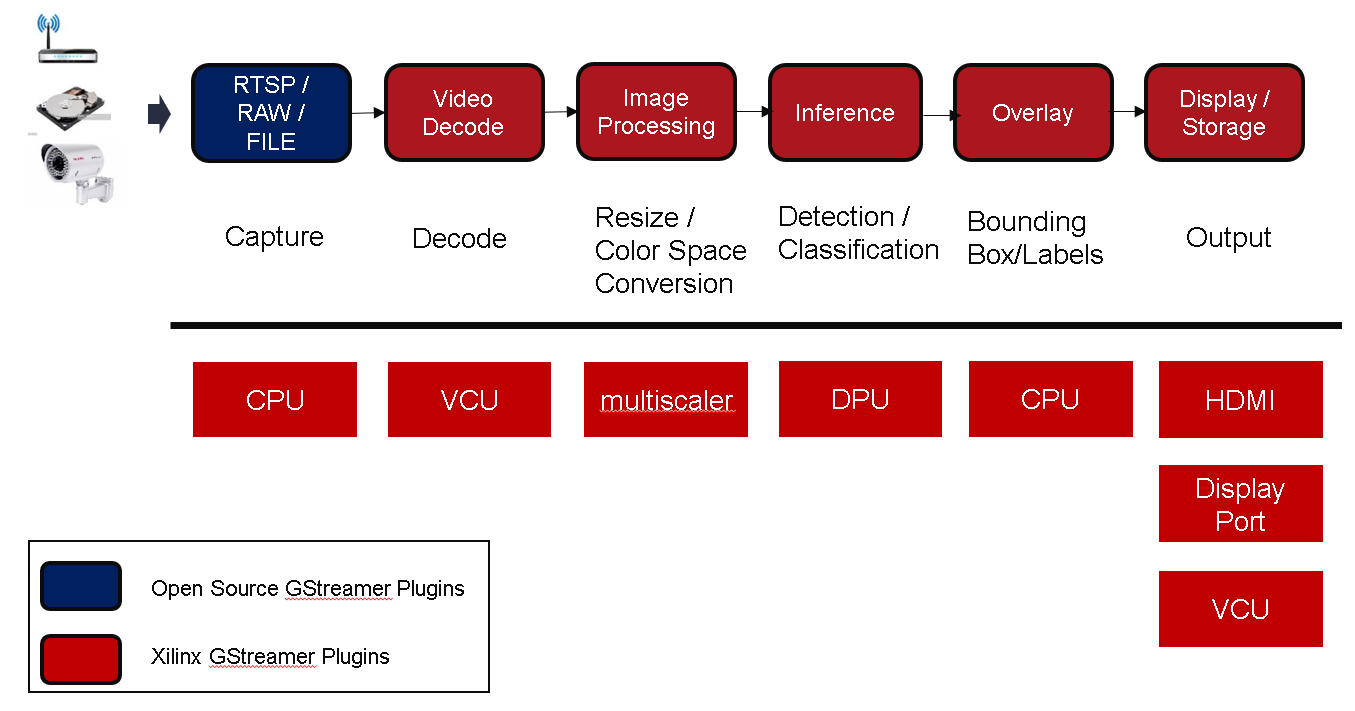 RTSP /
RAW /
FILE
Video
Decode
Image
Processing
Inference
Overlay
Display /
Storage
Capture
Decode
Resize /
Color Space
Conversion
Detection /
Classification
Bounding
Box/Labels
Output
CPU
VCU
multiscaler
DPU
CPU
HDMI
Display
Port
VCU
Open Source GStreamer Plugins
Xilinx GStreamer Plugins